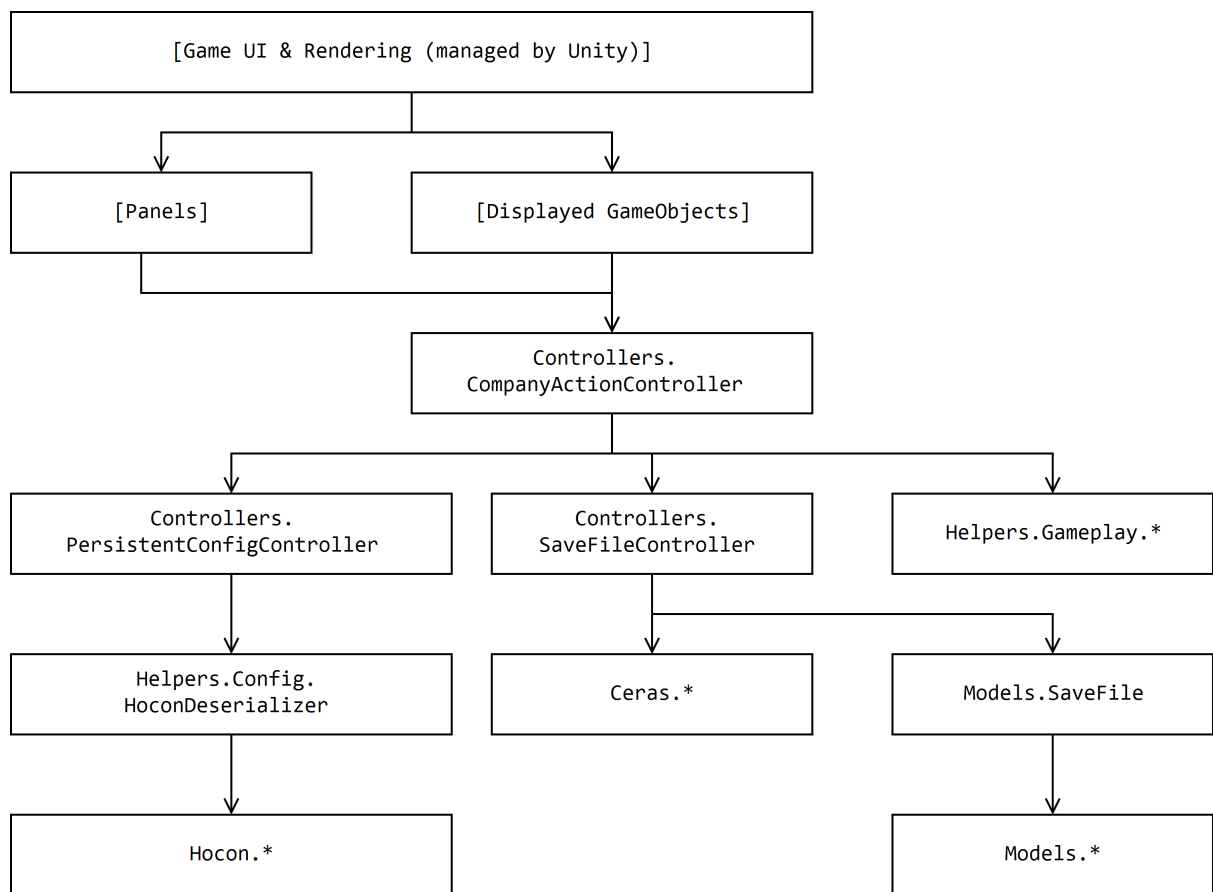 [Game UI & Rendering (managed by Unity)]
[Panels]
[Displayed GameObjects]
Controllers.
CompanyActionController
Controllers.
PersistentConfigController
Controllers.
SaveFileController
Helpers.Gameplay.*
Helpers.Config.
HoconDeserializer
Ceras.*
Models.SaveFile
Hocon.*
Models.*